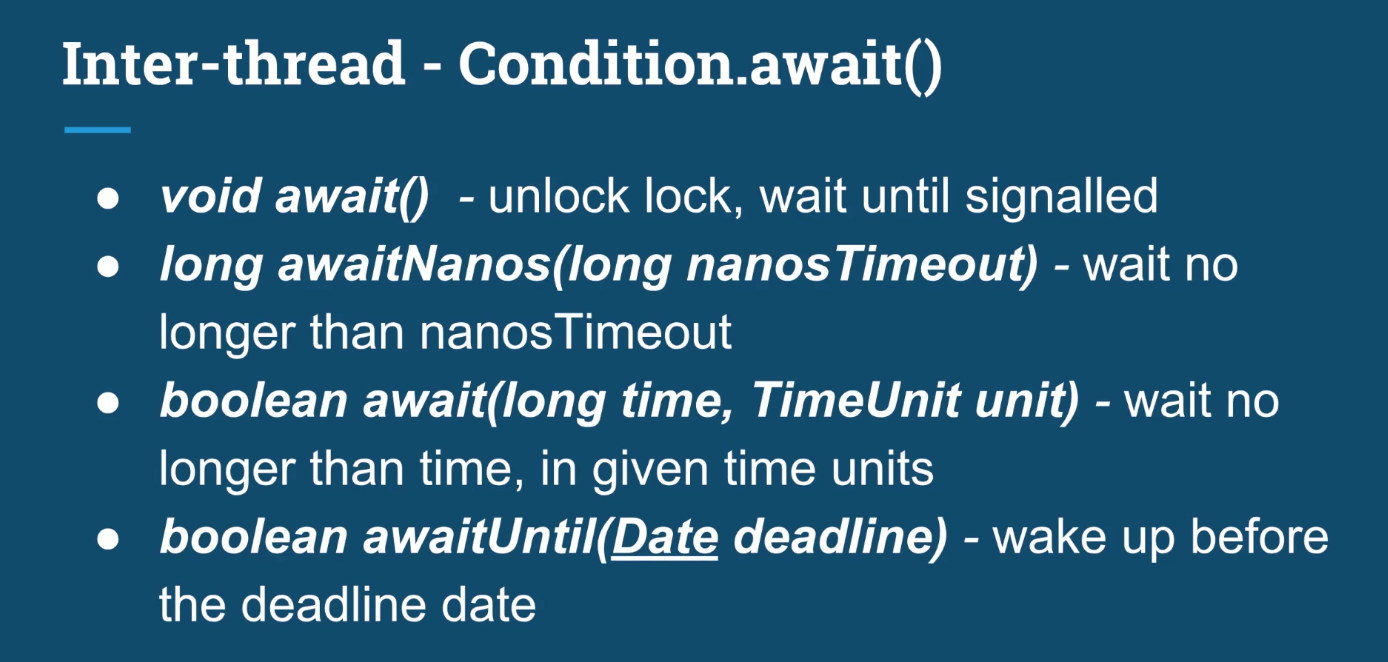 Inter-thread - Condition.await()
● void await() - unlock lock, wait until signalled
● long awaitNanos(long nanosTimeout) - wait no
longer than nanosTimeout
● boolean await(long time, TimeUnit unit) - wait no
longer than time, in given time units
● boolean awaitUntil(Date deadline) - wake up before
the deadline date